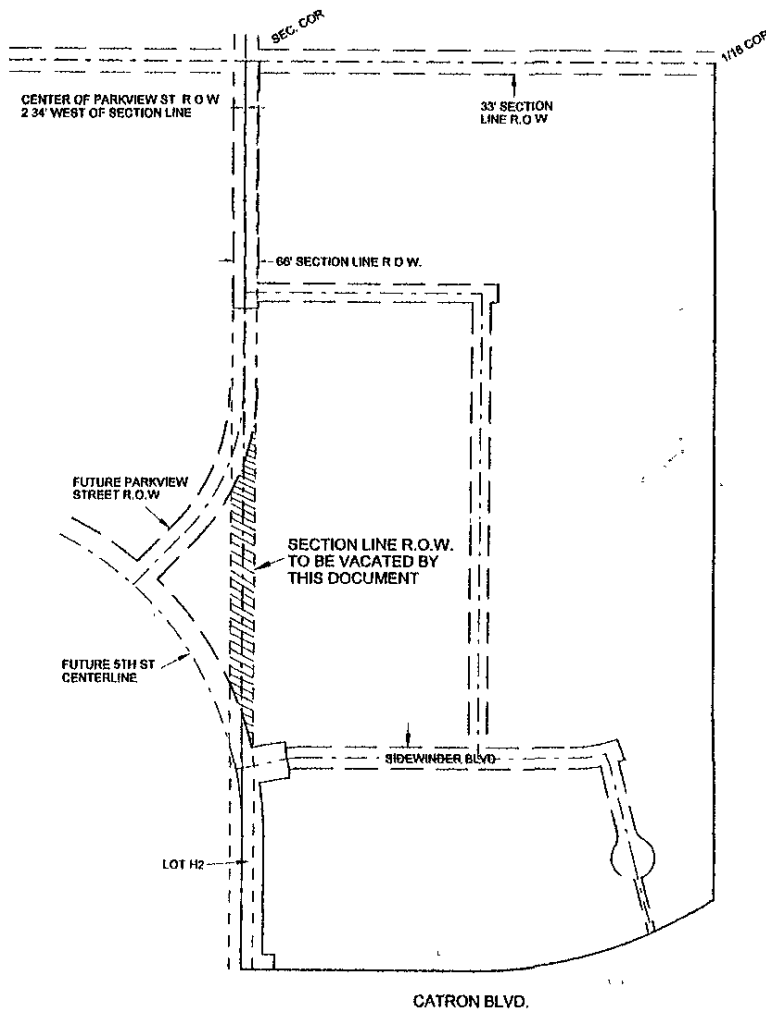 SEC. COR
1/16 COR
CENTER OF PARKVIEW ST R O W
2 34' WEST OF SECTION LINE
33' SECTION
LINE R.O W
66' SECTION LINE R O W.
FUTURE PARKVIEW
STREET R.O.W
SECTION LINE R.O.W.
TO BE VACATED BY
THIS DOCUMENT
FUTURE 5TH ST
CENTERLINE
SIDEWINDER BLVD
LOT H2
CATRON BLVD.